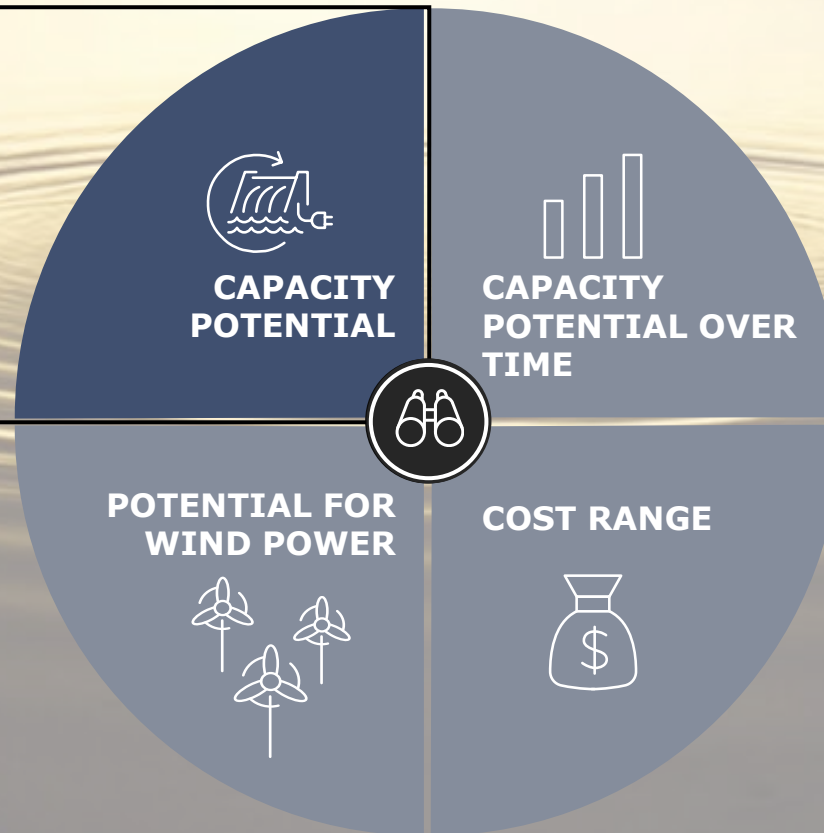 CAPACITY
POTENTIAL
CAPACITY
POTENTIAL OVER
TIME
POTENTIAL FOR
WIND POWER
COST RANGE
$